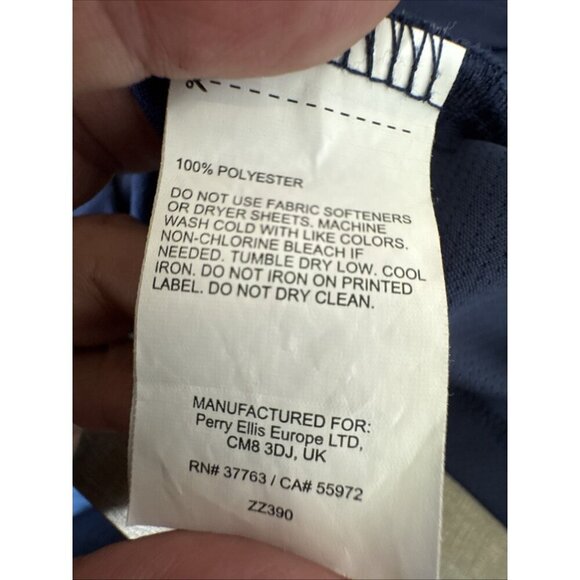 100% POLYESTER
DO NOT USE FABRIC SOFTENERS
OR DRYER SHEETS. MACHINE
WASH COLD WITH LIKE COLORS.
NON-CHLORINE BLEACH IF
NEEDED. TUMBLE DRY LOW. COOL
IRON. DO NOT IRON ON PRINTED
LABEL. DO NOT DRY CLEAN.
MANUFACTURED FOR:
Perry Ellis Europe LTD,
CM8 3DJ, UK
RN# 37763 / CA# 55972
ZZ390